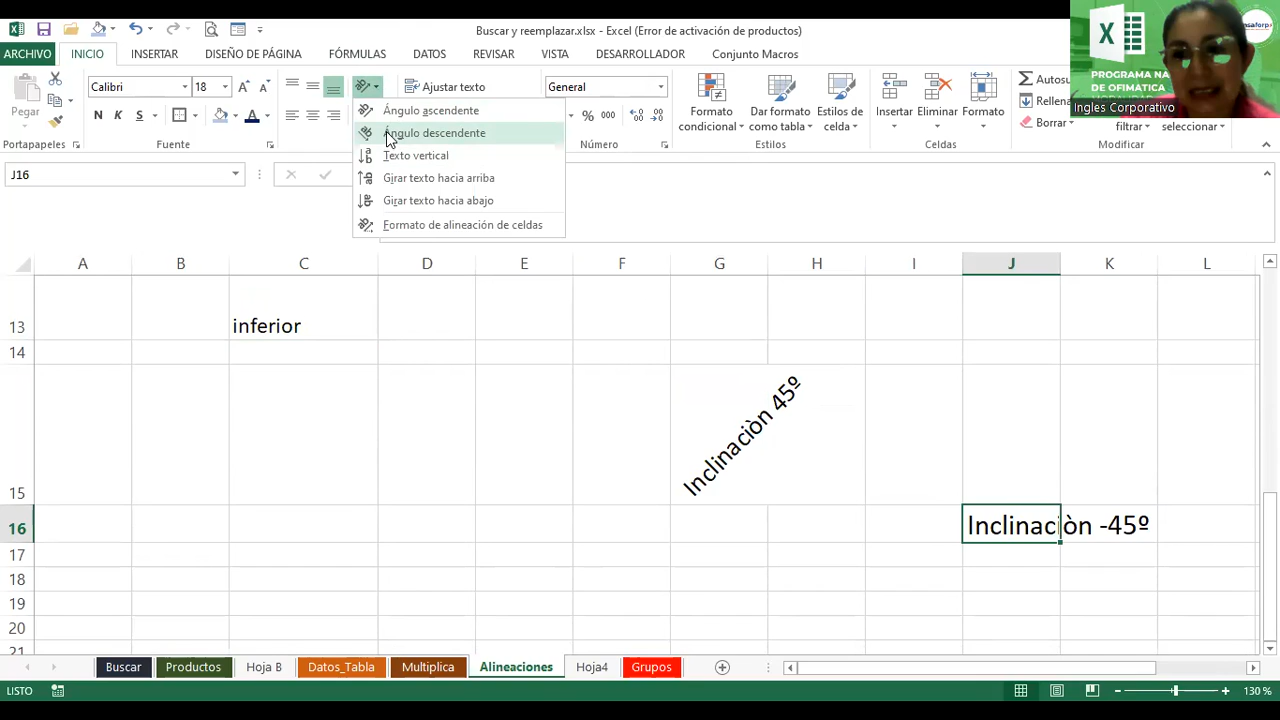 Buscar y reemplazar.xlsx - Excel (Error de activación de productos)
ARCHIVO INICIO INSERTAR DISEÑO DE PÁGINA FÓRMULAS DATOS REVISAR VISTA DESARROLLADOR Conjunto Macros
PROGRAMA NA
DE OFIMATICA
Ingles Corporativo
Pegar
Calibri 18
Ajustar texto
General
Formato condicional
Dar formato como tabla
Estilos de celda
Insertar
Eliminar
Formato
Autosu
Rellena
Borrar
filtrar
seleccionar
N K S
% 000
Portapapeles Fuente Número Estilos Celdas Modificar
Ángulo ascendente
Ángulo descendente
Texto vertical
Girar texto hacia arriba
Girar texto hacia abajo
Formato de alineación de celdas
J16
A B C D E F G H I J K L
13 inferior
14
15 Inclinaciòn 45º
16 Inclinaciòn -45º
17
18
19
20
21
Buscar Productos Hoja B Datos_Tabla Multiplica Alineaciones Hoja4 Grupos
LISTO 130 %